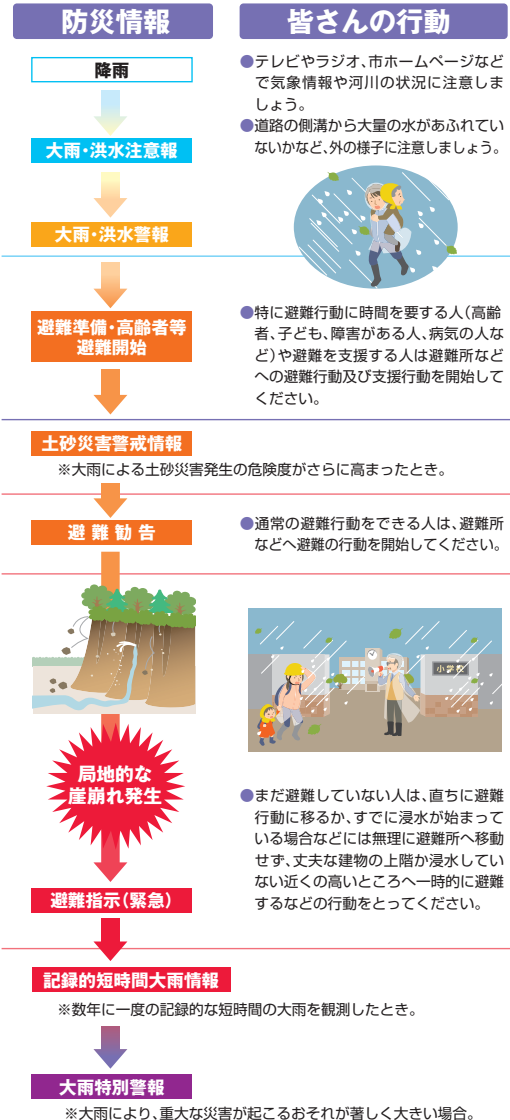 防災情報
皆さんの行動
降雨
●テレビやラジオ、市ホームページなど
で気象情報や河川の状況に注意しま
しょう。
●道路の側溝から大量の水があふれてい
ないかなど、外の様子に注意しましょう。
大雨・洪水注意報
大雨・洪水警報
避難準備・高齢者等
避難開始
●特に避難行動に時間を要する人(高齢
者、子ども、障害がある人、病気の人な
ど)や避難を支援する人は避難所など
への避難行動及び支援行動を開始して
ください。
土砂災害警戒情報
※大雨による土砂災害発生の危険度がさらに高まったとき。
避難勧告
●通常の避難行動をできる人は、避難所
などへ避難の行動を開始してください。
小学校
局地的な
崖崩れ発生
●まだ避難していない人は、直ちに避難
行動に移るか、すでに浸水が始まって
いる場合などには無理に避難所へ移動
せず、丈夫な建物の上階か浸水してい
ない近くの高いところへ一時的に避難
するなどの行動をとってください。
避難指示(緊急)
記録的短時間大雨情報
※数年に一度の記録的な短時間の大雨を観測したとき。
大雨特別警報
※大雨により、重大な災害が起こるおそれが著しく大きい場合。